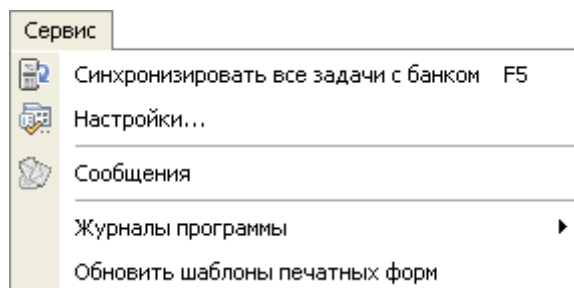 Сервис
Синхронизировать все задачи с банком F5
Настройки...
Сообщения
Журналы программы
Обновить шаблоны печатных форм